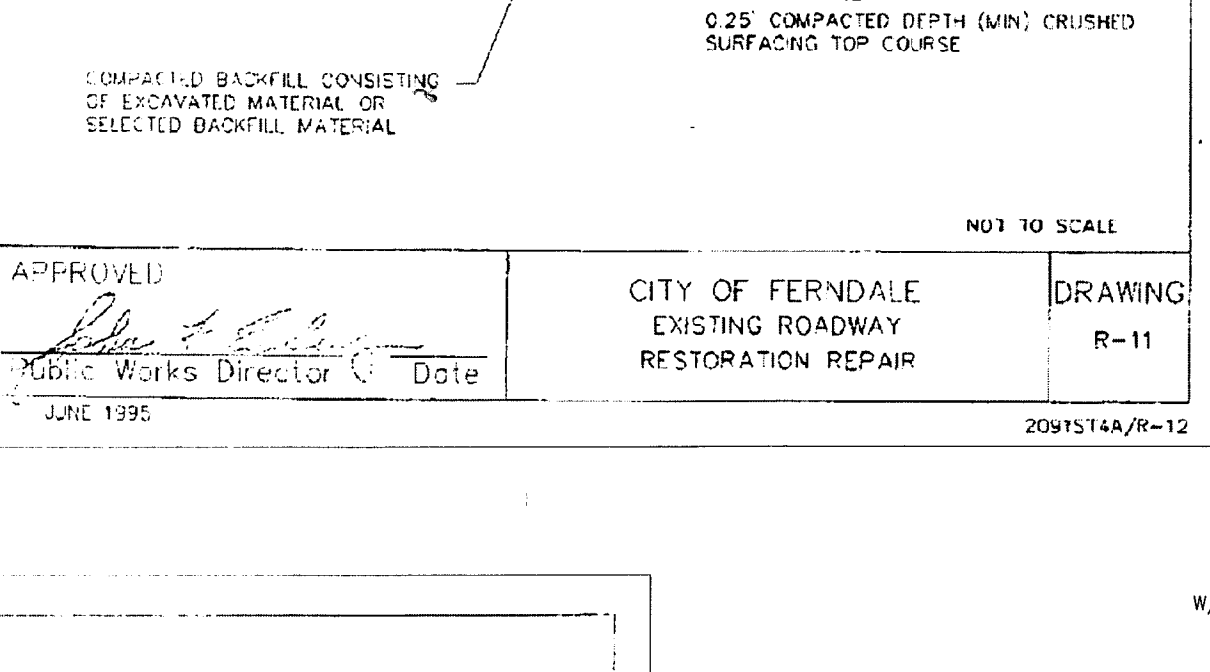 0.25' COMPACTED DEPTH (MIN) CRUSHED
SURFACING TOP COURSE
COMPACTED BACKFILL CONSISTING
OF EXCAVATED MATERIAL OR
SELECTED BACKFILL MATERIAL
NOT TO SCALE
APPROVED
Public Works Director Date
JUNE 1995
CITY OF FERNDALE
EXISTING ROADWAY
RESTORATION REPAIR
DRAWING
R-11
2091ST4A/R-12
W/